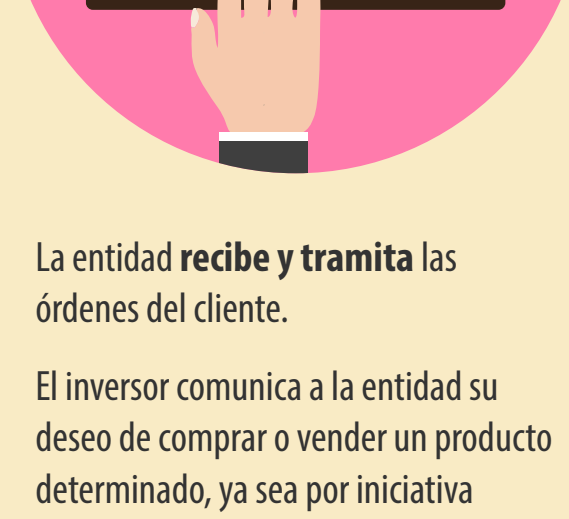 La entidad recibe y tramita las
órdenes del cliente.
El inversor comunica a la entidad su
deseo de comprar o vender un producto
determinado, ya sea por iniciativa